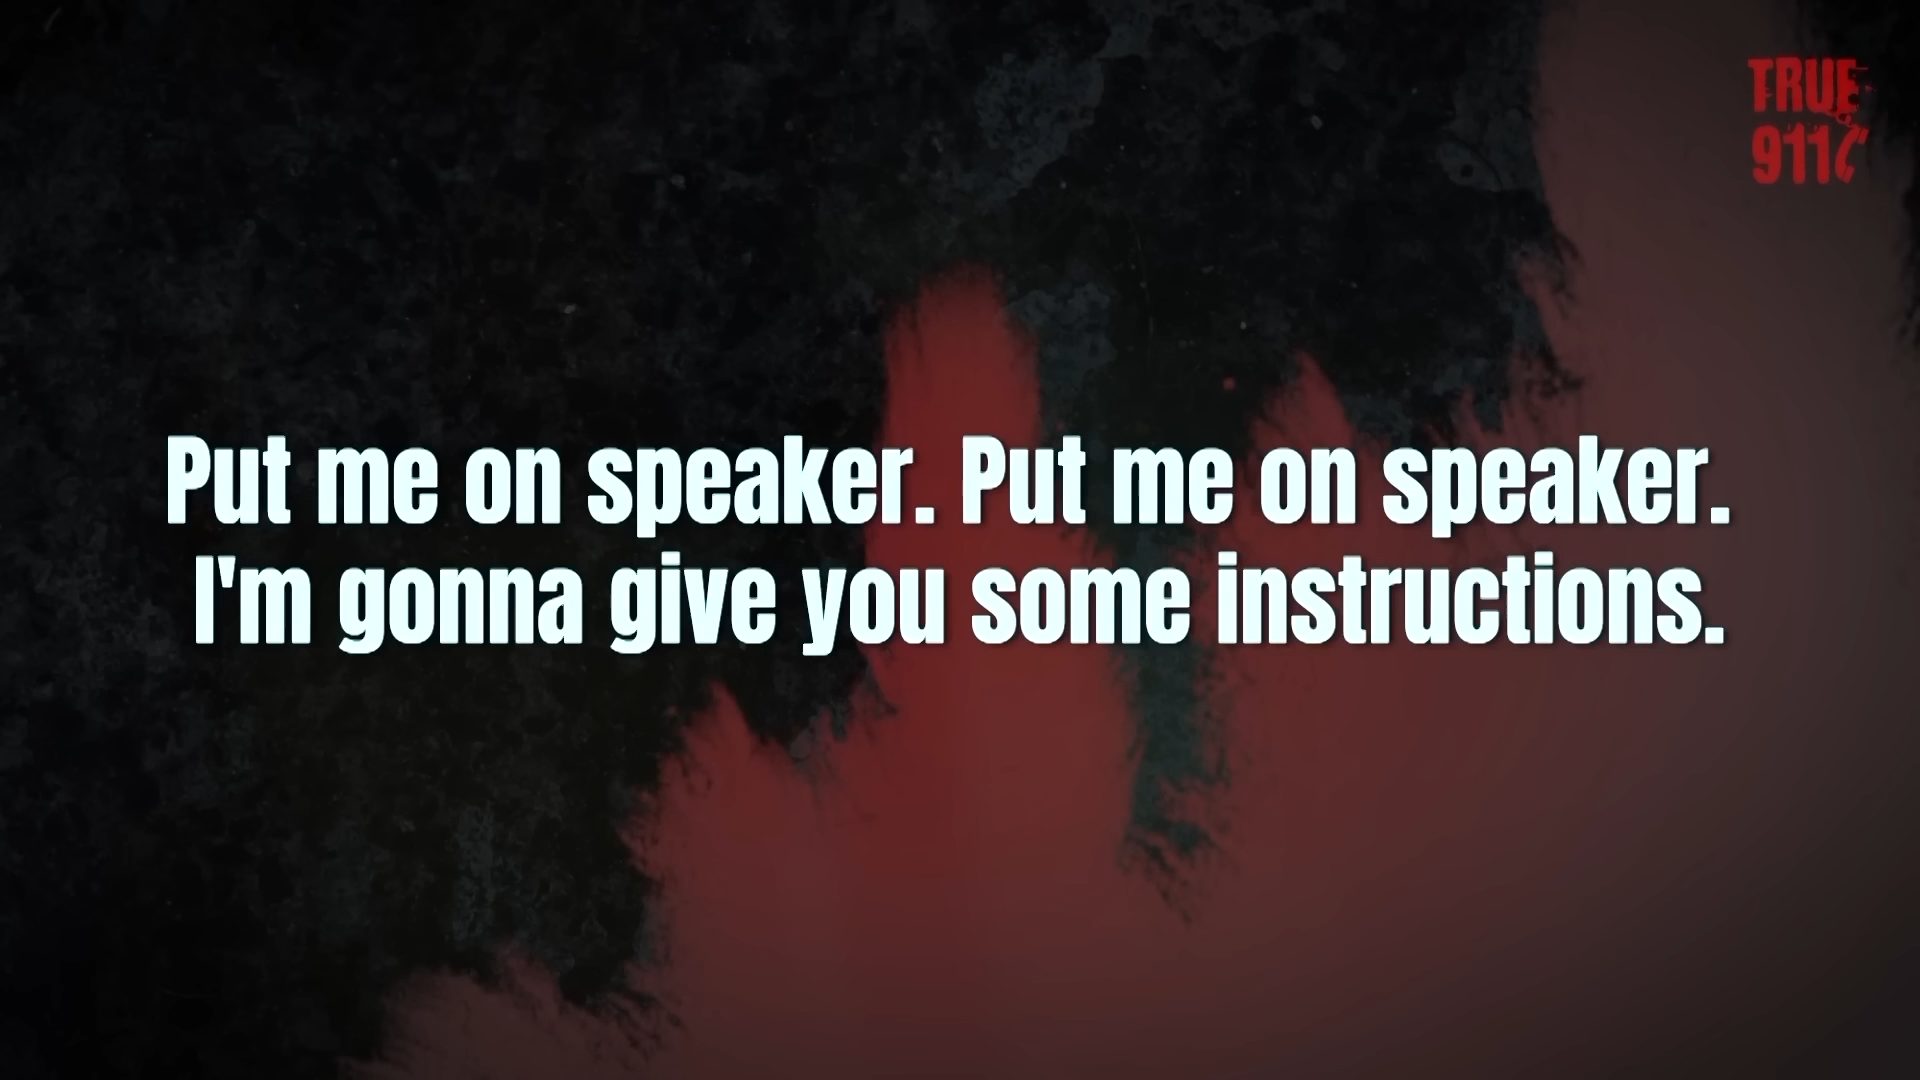 TRUE
911
Put me on speaker. Put me on speaker.
I'm gonna give you some instructions.